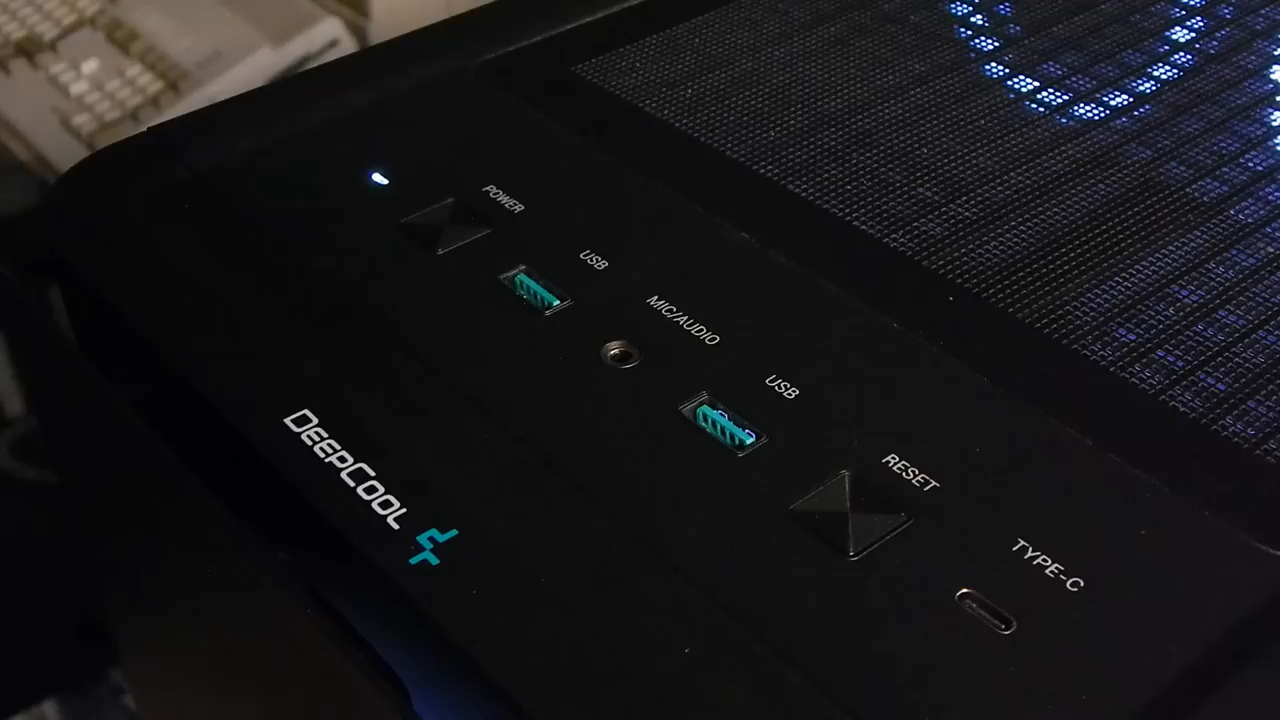 POWER
USB
MIC/AUDIO
USB
RESET
TYPE-C
DEEPCOOL